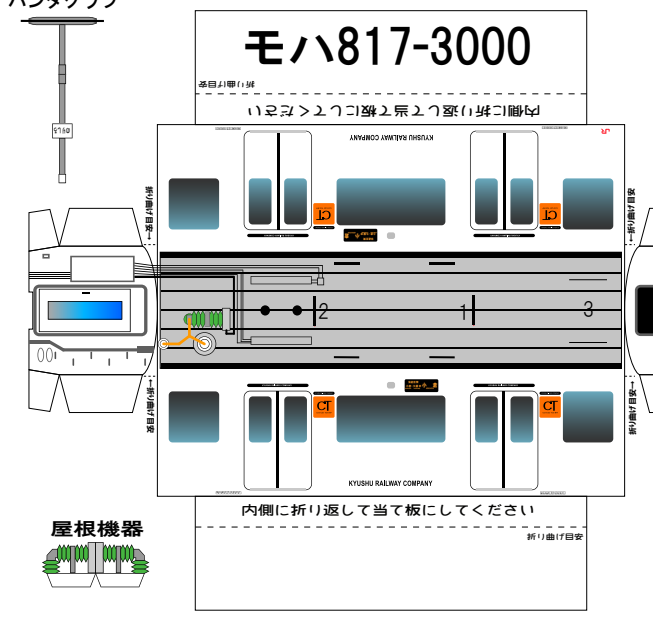 パンタグラフ
モハ817-3000
折り曲げ目安
内側に折り返して当て板にしてください
JR
KYUSHU RAILWAY COMPANY
折り曲げ目安→
←折り曲げ目安
CT
CT
2
1
3
←折り曲げ目安
折り曲げ目安→
CT
CT
KYUSHU RAILWAY COMPANY
内側に折り返して当て板にしてください
折り曲げ目安
屋根機器